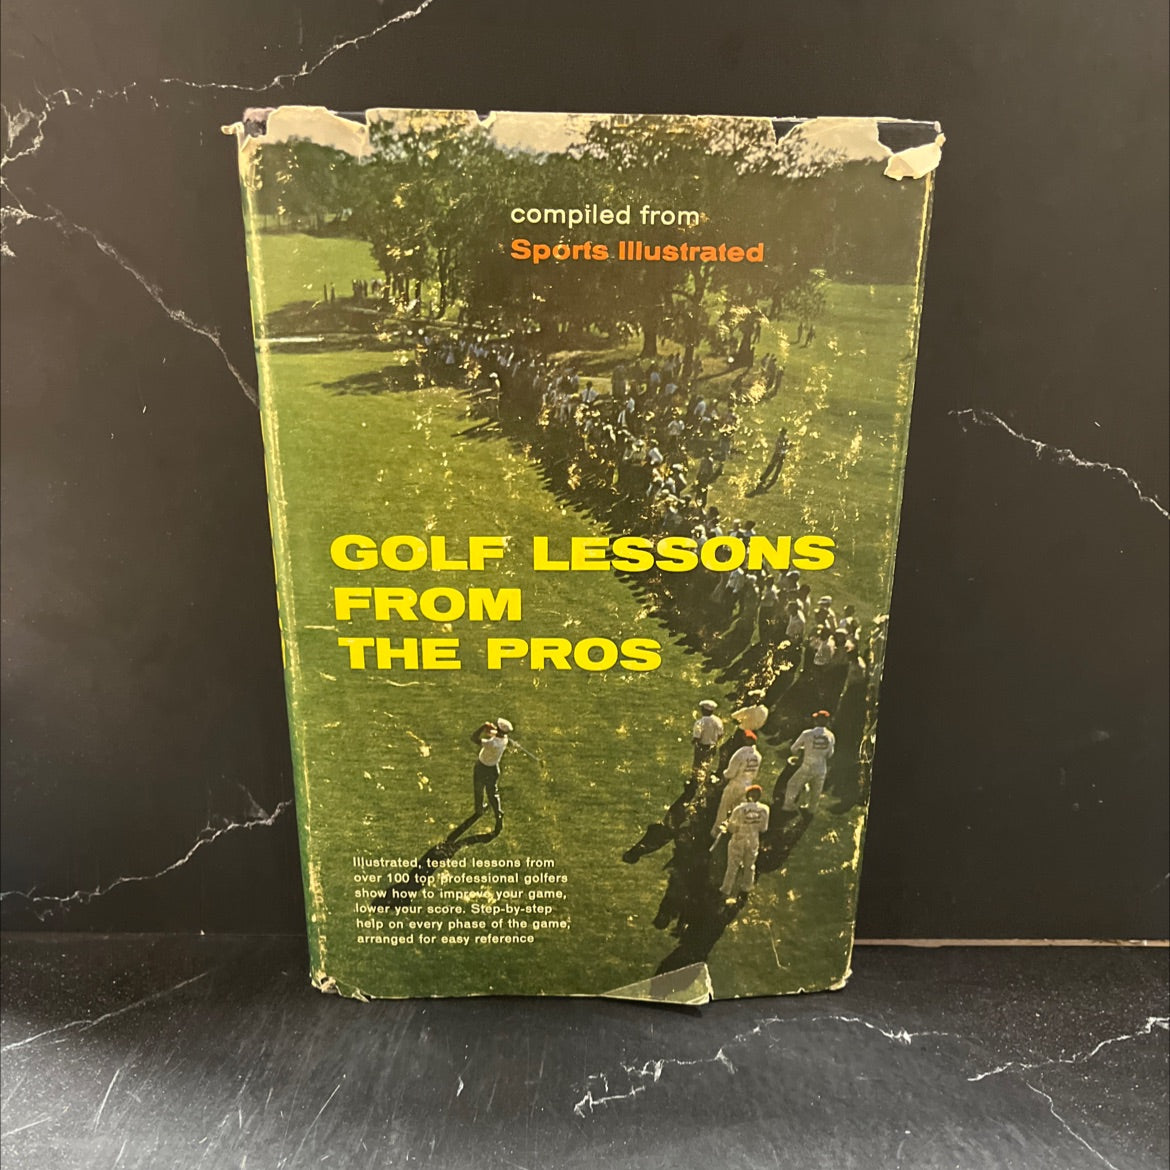 compiled from
Sports Illustrated
GOLF LESSONS
FROM
THE PROS
Illustrated, tested lessons from
over 100 top professional golfers
show how to improve your game,
lower your score. Step-by-step
help on every phase of the game,
arranged for easy reference